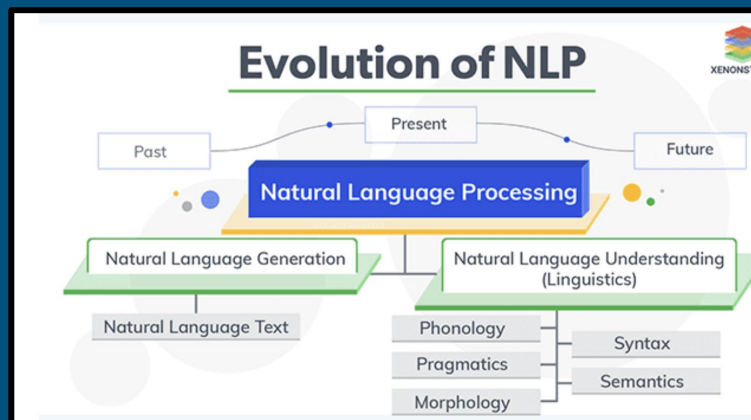 Evolution of NLP
Past
Present
Future
Natural Language Processing
Natural Language Generation
Natural Language Understanding
(Linguistics)
Natural Language Text
Phonology
Syntax
Pragmatics
Semantics
Morphology